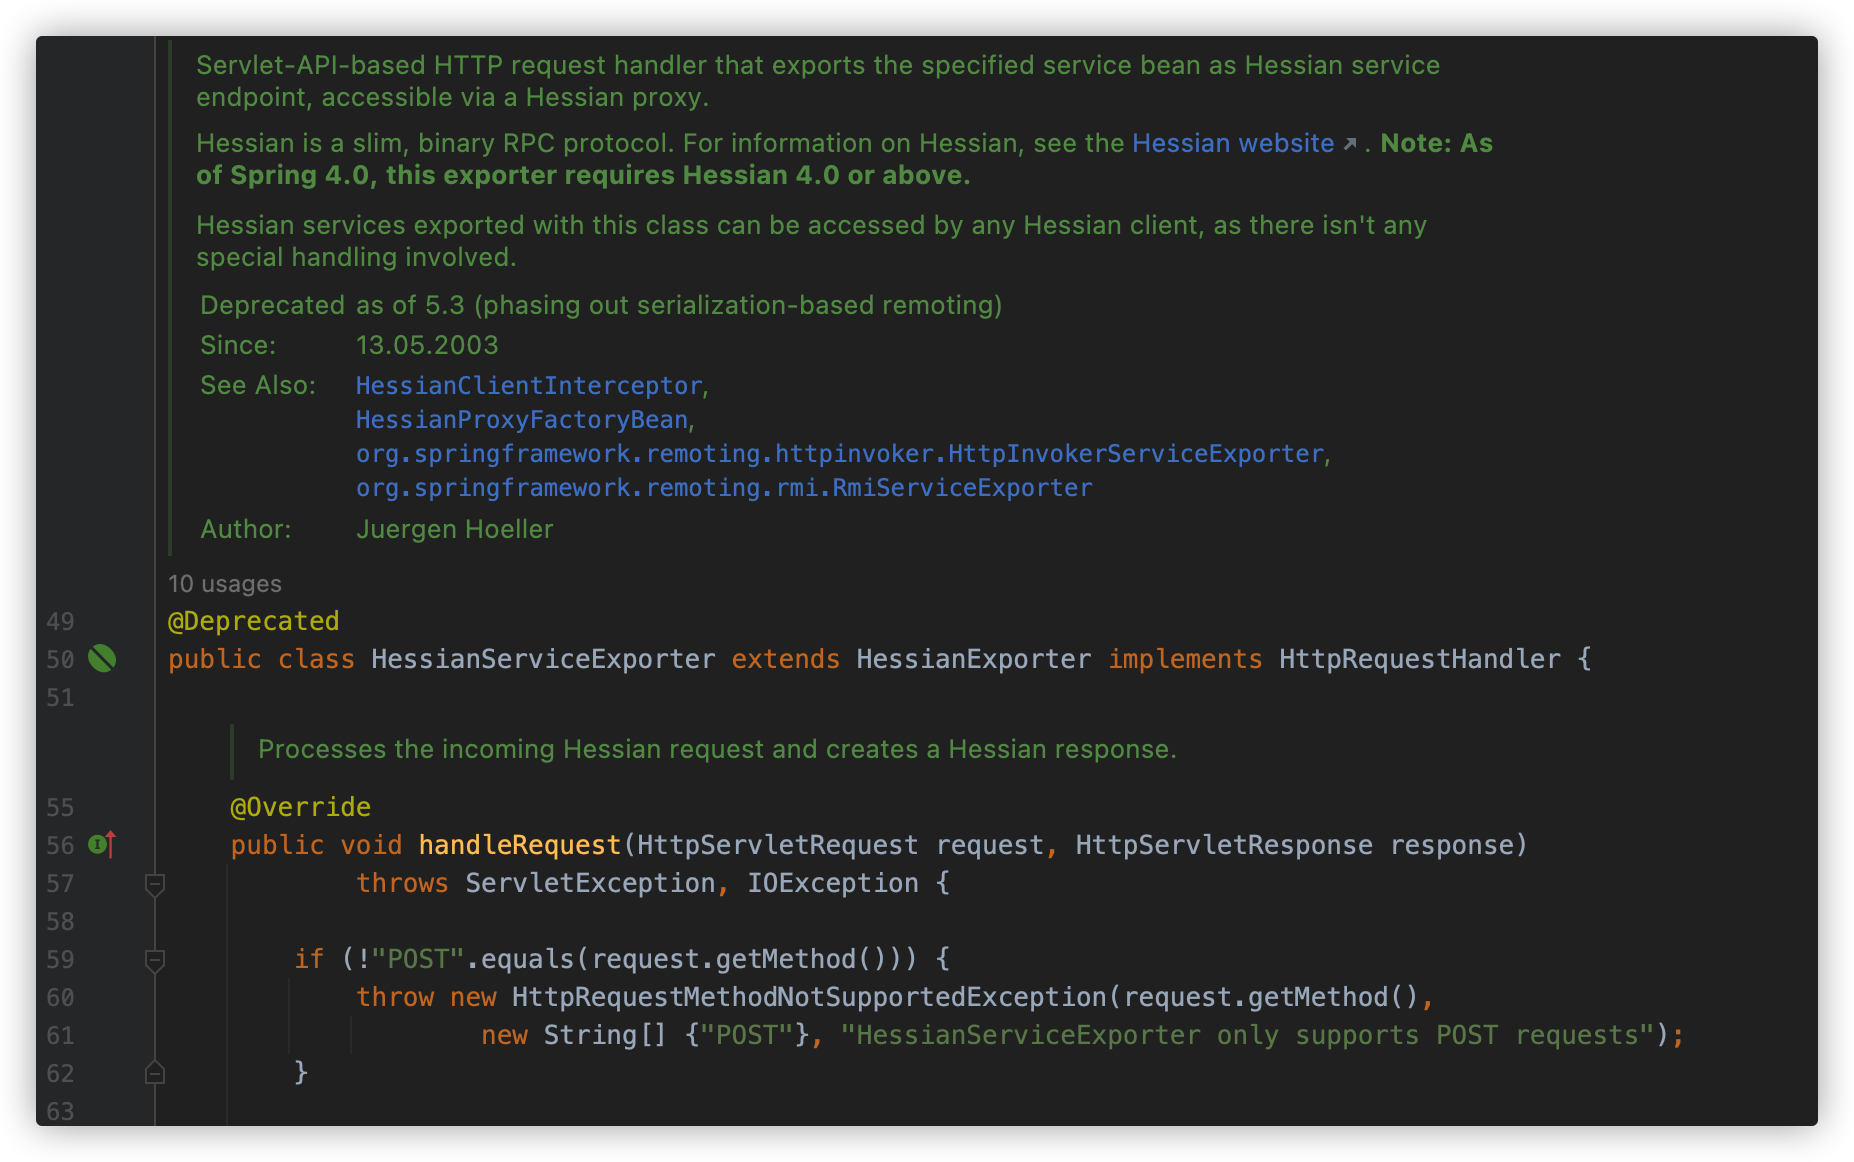 Servlet-API-based HTTP request handler that exports the specified service bean as Hessian service
endpoint, accessible via a Hessian proxy.
Hessian is a slim, binary RPC protocol. For information on Hessian, see the Hessian website ↗ . Note: As
of Spring 4.0, this exporter requires Hessian 4.0 or above.
Hessian services exported with this class can be accessed by any Hessian client, as there isn't any
special handling involved.
Deprecated as of 5.3 (phasing out serialization-based remoting)
Since: 13.05.2003
See Also: HessianClientInterceptor,
HessianProxyFactoryBean,
org.springframework.remoting.httpinvoker.HttpInvokerServiceExporter,
org.springframework.remoting.rmi.RmiServiceExporter
Author: Juergen Hoeller
10 usages
49 @Deprecated
50 public class HessianServiceExporter extends HessianExporter implements HttpRequestHandler {
51
Processes the incoming Hessian request and creates a Hessian response.
55 @Override
56 public void handleRequest(HttpServletRequest request, HttpServletResponse response)
57 throws ServletException, IOException {
58
59 if (!"POST".equals(request.getMethod())) {
60 throw new HttpRequestMethodNotSupportedException(request.getMethod(),
61 new String[] {"POST"}, "HessianServiceExporter only supports POST requests");
62 }
63